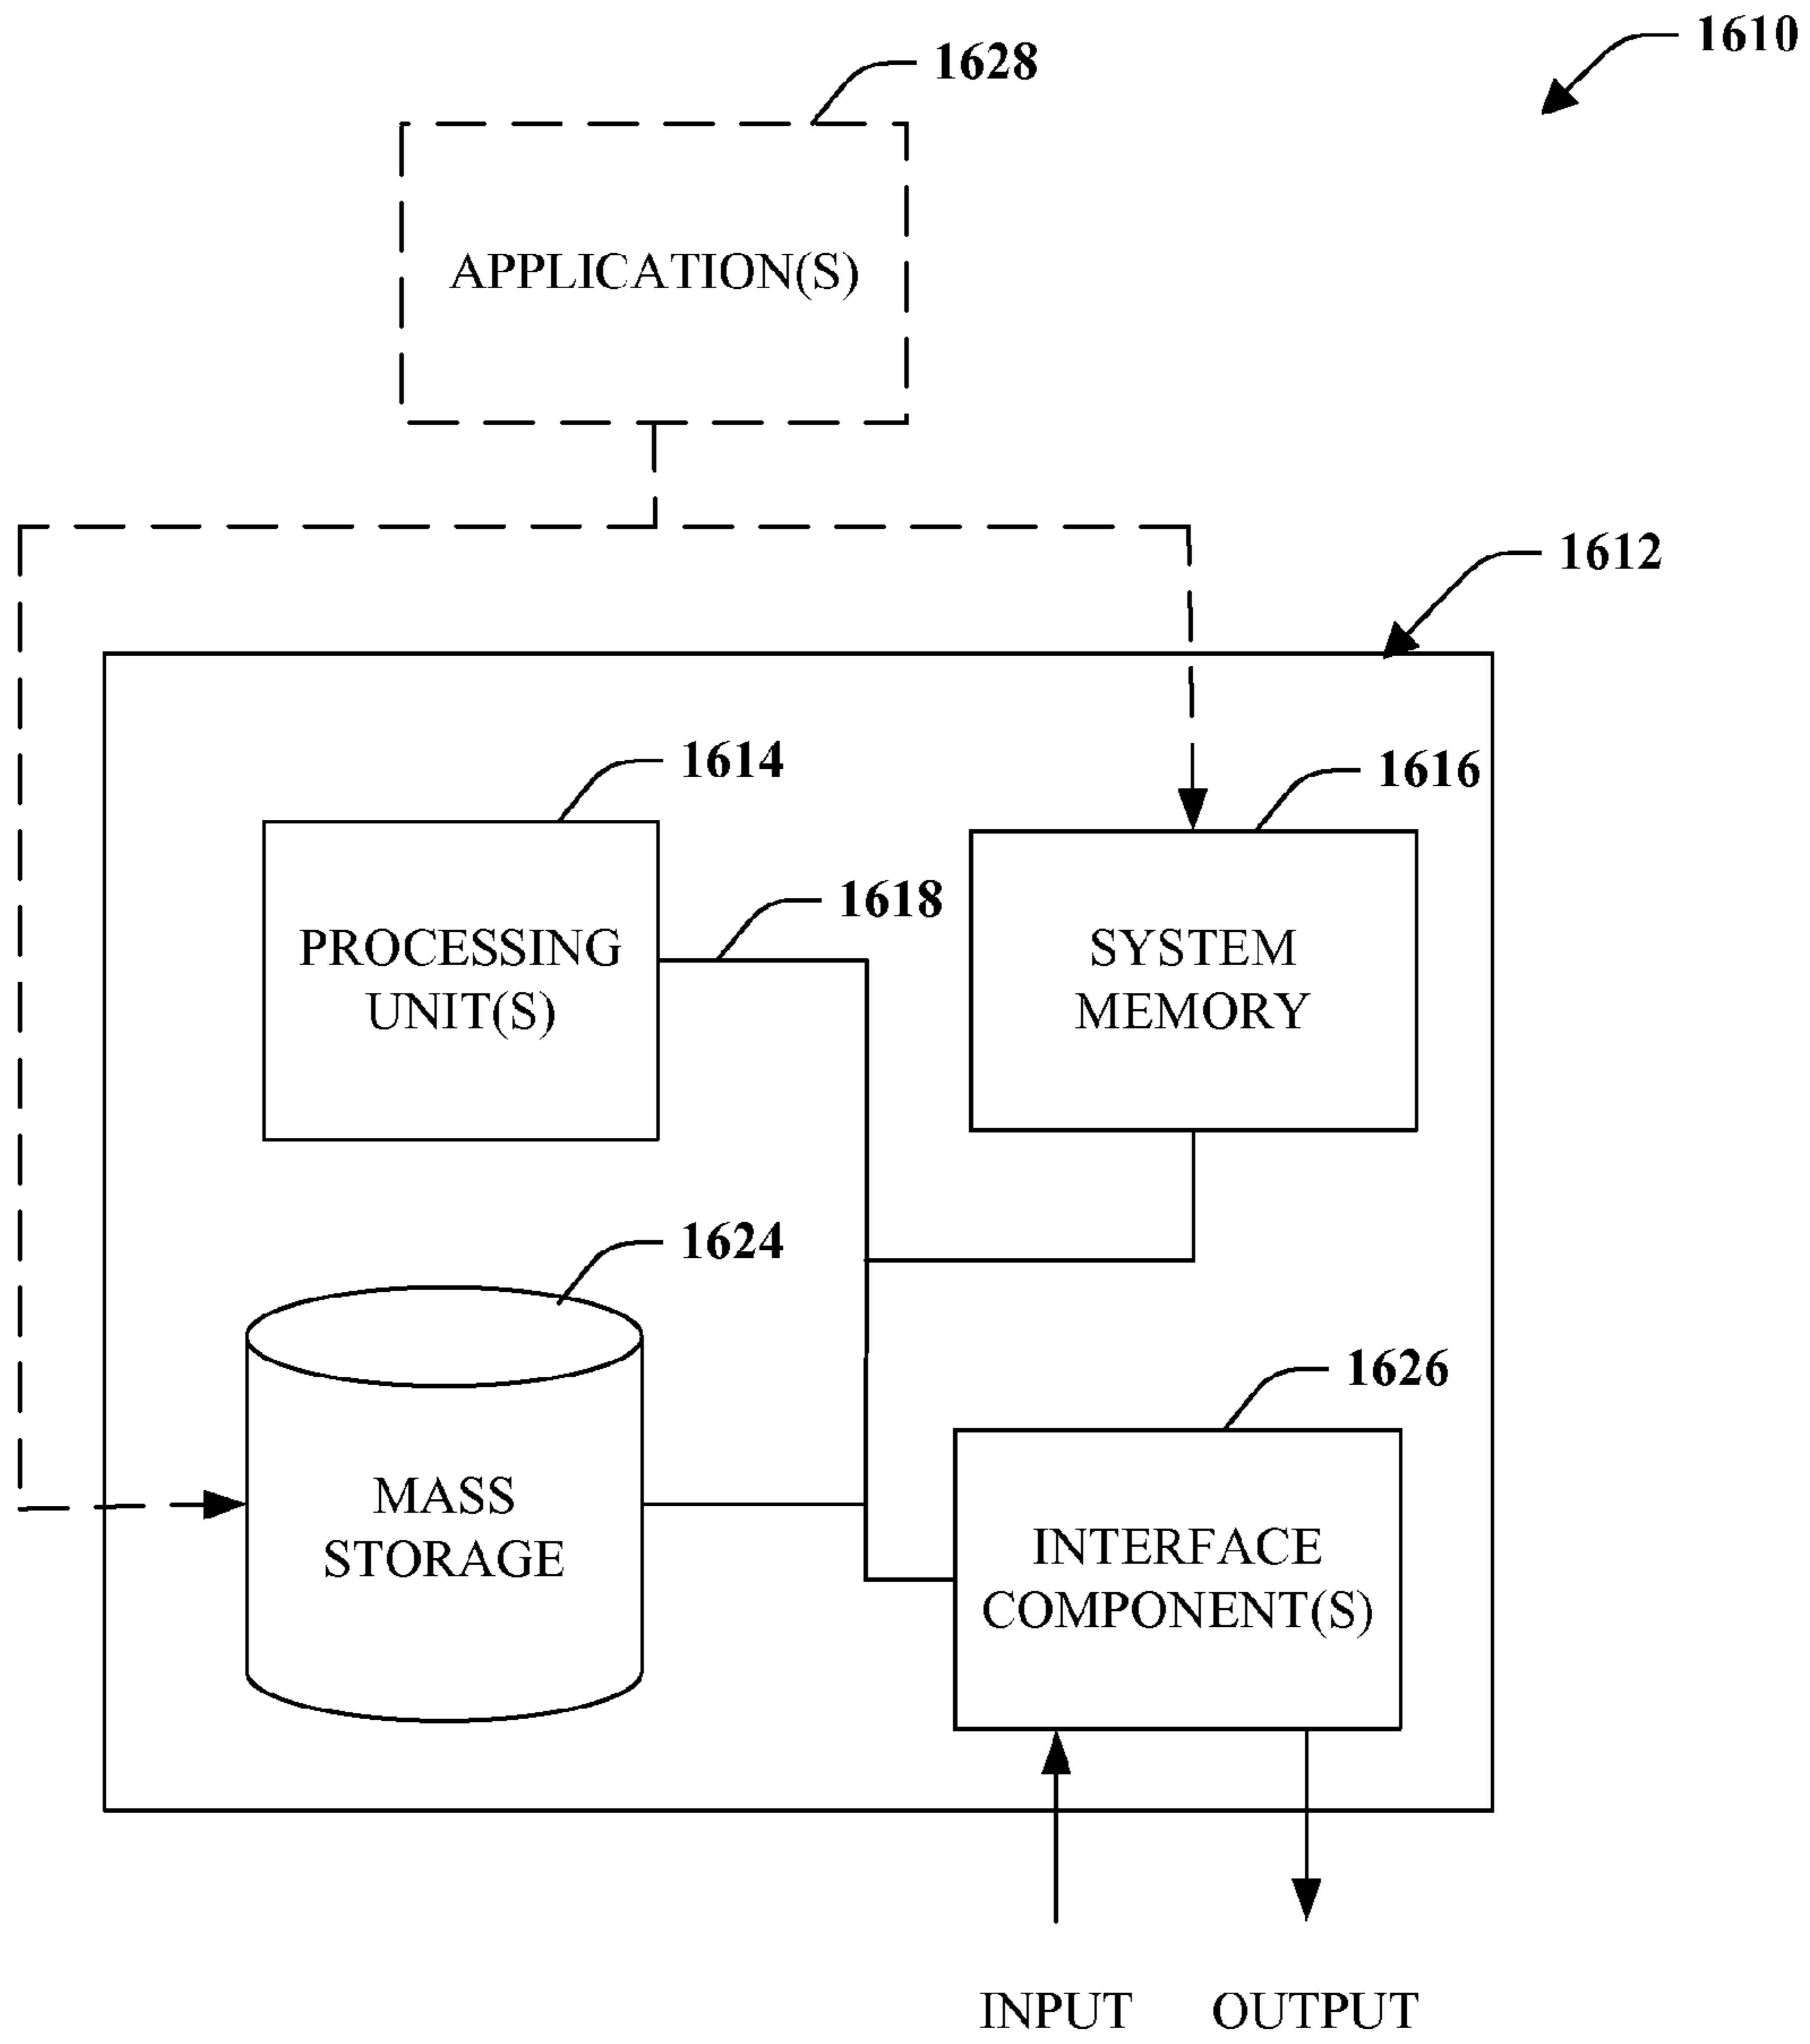 1610
1628
APPLICATION(S)
1612
1614
1616
1618
PROCESSING
UNIT(S)
SYSTEM
MEMORY
1624
1626
MASS
STORAGE
INTERFACE
COMPONENT(S)
INPUT
OUTPUT